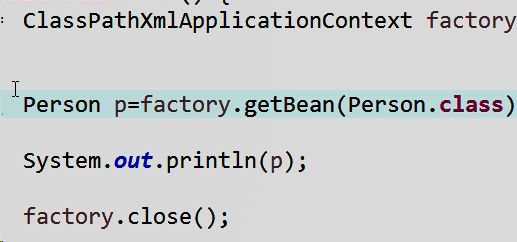 () {
ClassPathXmlApplicationContext factory
Person p=factory.getBean(Person.class)
System.out.println(p);
factory.close();